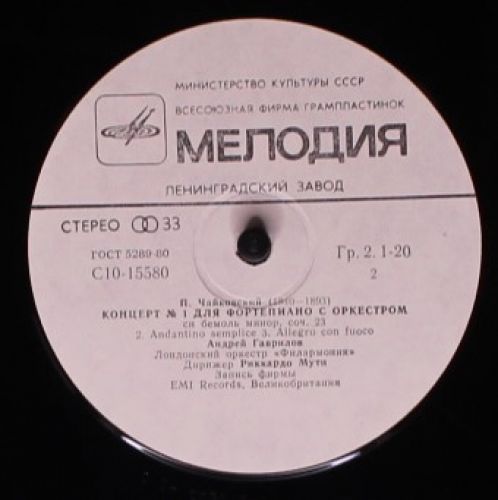 МИНИСТЕРСТВО КУЛЬТУРЫ СССР
ВСЕСОЮЗНАЯ ФИРМА ГРАМПЛАСТИНОК
МЕЛОДИЯ
ЛЕНИНГРАДСКИЙ ЗАВОД
СТЕРЕО 33
ГОСТ 5289-80
С10-15580
Гр. 2. 1-20
2
П. Чайковский (1840—1893)
КОНЦЕРТ № 1 ДЛЯ ФОРТЕПИАНО С ОРКЕСТРОМ
си бемоль минор, соч. 23
2. Andantino semplice 3. Allegro con fuoco
Андрей Гаврилов
Лондонский оркестр «Филармония»
Дирижер Риккардо Мути
Запись фирмы
EMI Records, Великобритания